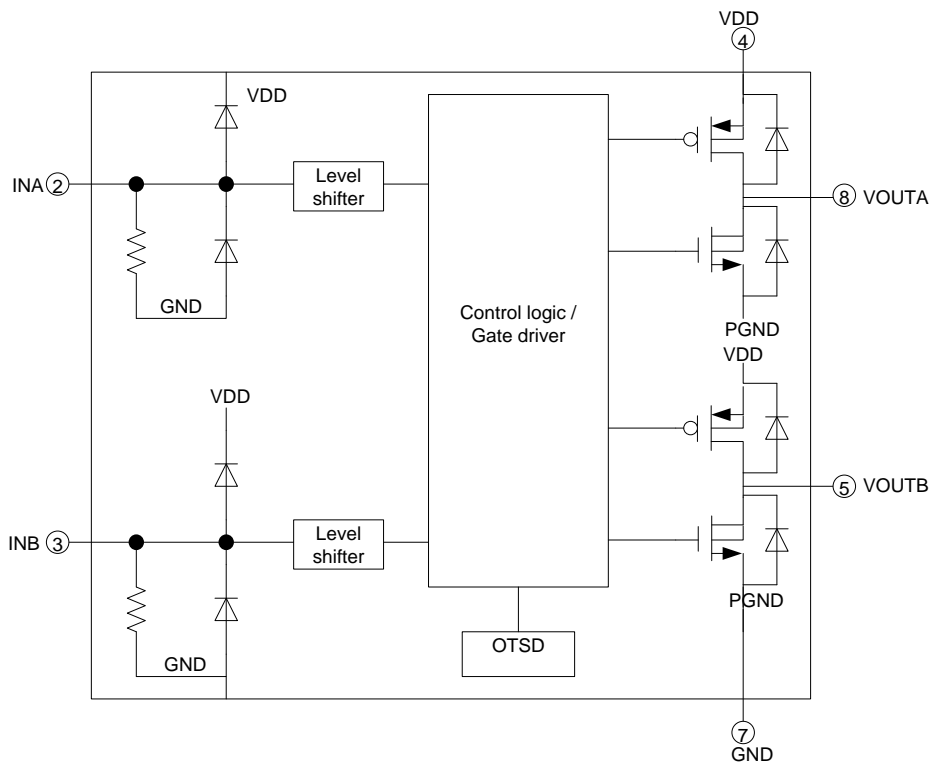 VDD
4
VDD
INA 2
Level
shifter
8 VOUTA
GND
Control logic /
Gate driver
PGND
VDD
VDD
5 VOUTB
INB 3
Level
shifter
PGND
OTSD
GND
7
GND